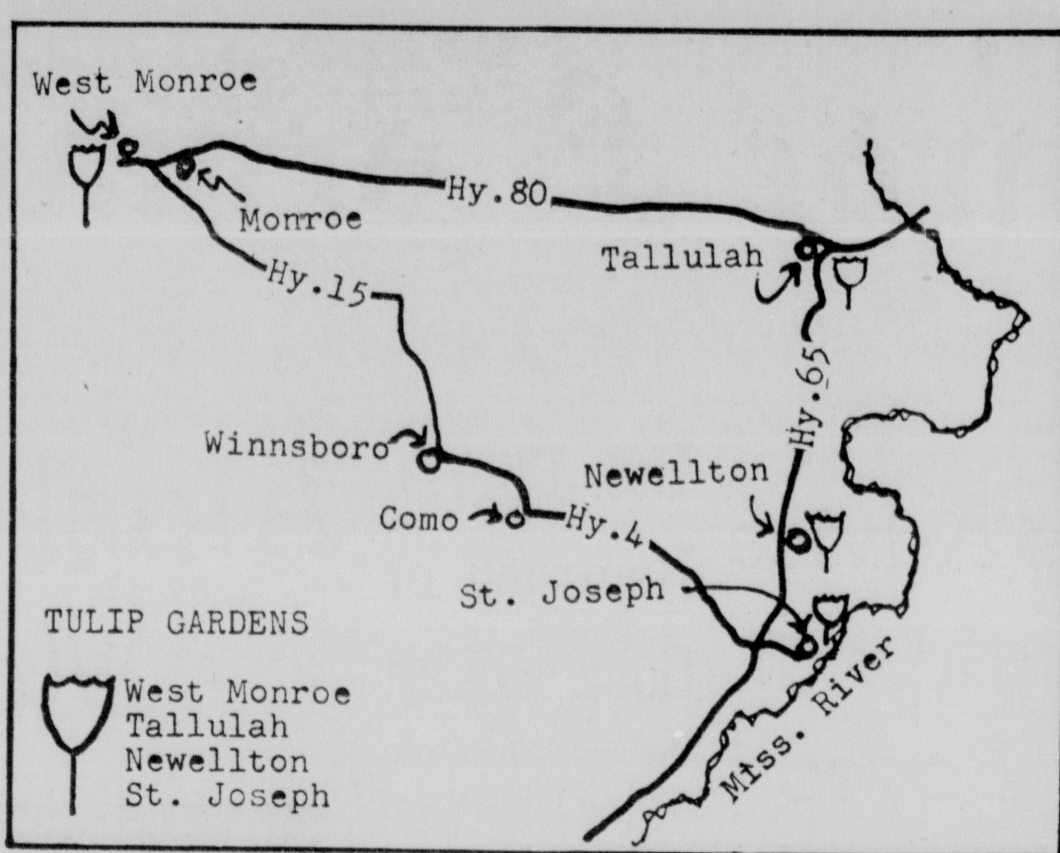 West Monroe
Monroe
Hy.80
Tallulah
Hy.15
Hy.65
Winnsboro
Newellton
Como
Hy.4
St. Joseph
Miss. River
TULIP GARDENS
West Monroe
Tallulah
Newellton
St. Joseph